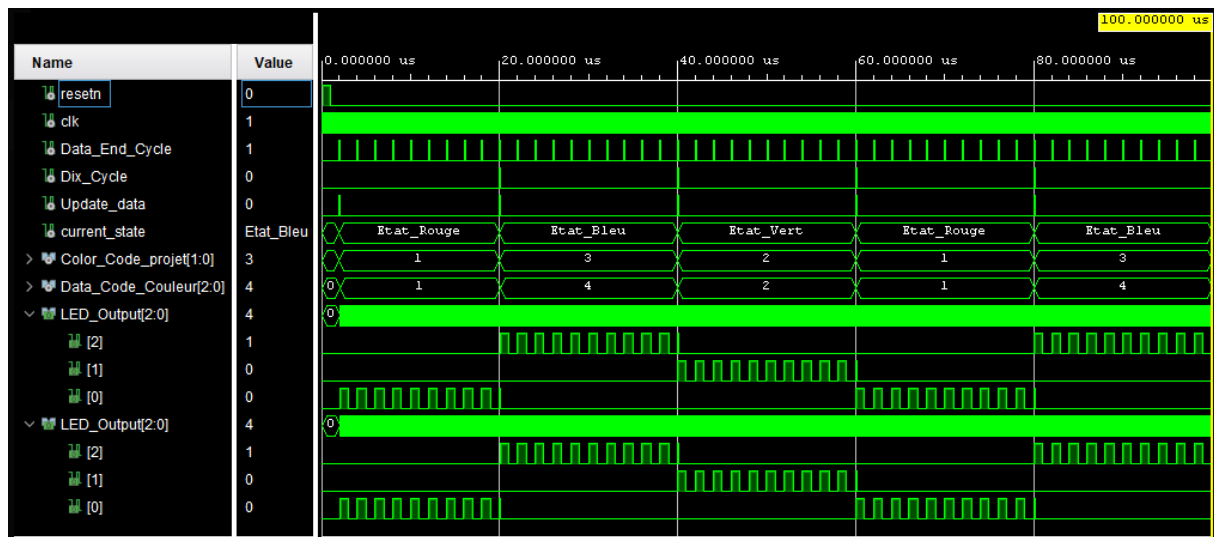 100.000000 us
Name Value 0.000000 us 20.000000 us 40.000000 us 60.000000 us 80.000000 us
resetn 0
clk 1
Data_End_Cycle 1
Dix_Cycle 0
Update_data 0
current_state Etat_Bleu Etat_Rouge Etat_Bleu Etat_Vert Etat_Rouge Etat_Bleu
Color_Code_projet[1:0] 3 1 3 2 1 3
Data_Code_Couleur[2:0] 4 0 1 4 2 1 4
LED_Output[2:0] 4 0
[2] 1
[1] 0
[0] 0
LED_Output[2:0] 4 0
[2] 1
[1] 0
[0] 0